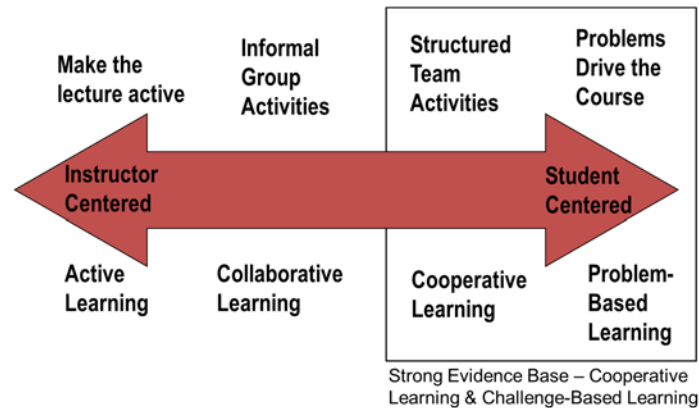 Make the
lecture active
Informal
Group
Activities
Structured
Team
Activities
Problems
Drive the
Course
Instructor
Centered
Student
Centered
Active
Learning
Collaborative
Learning
Cooperative
Learning
Problem-
Based
Learning
Strong Evidence Base – Cooperative
Learning & Challenge-Based Learning